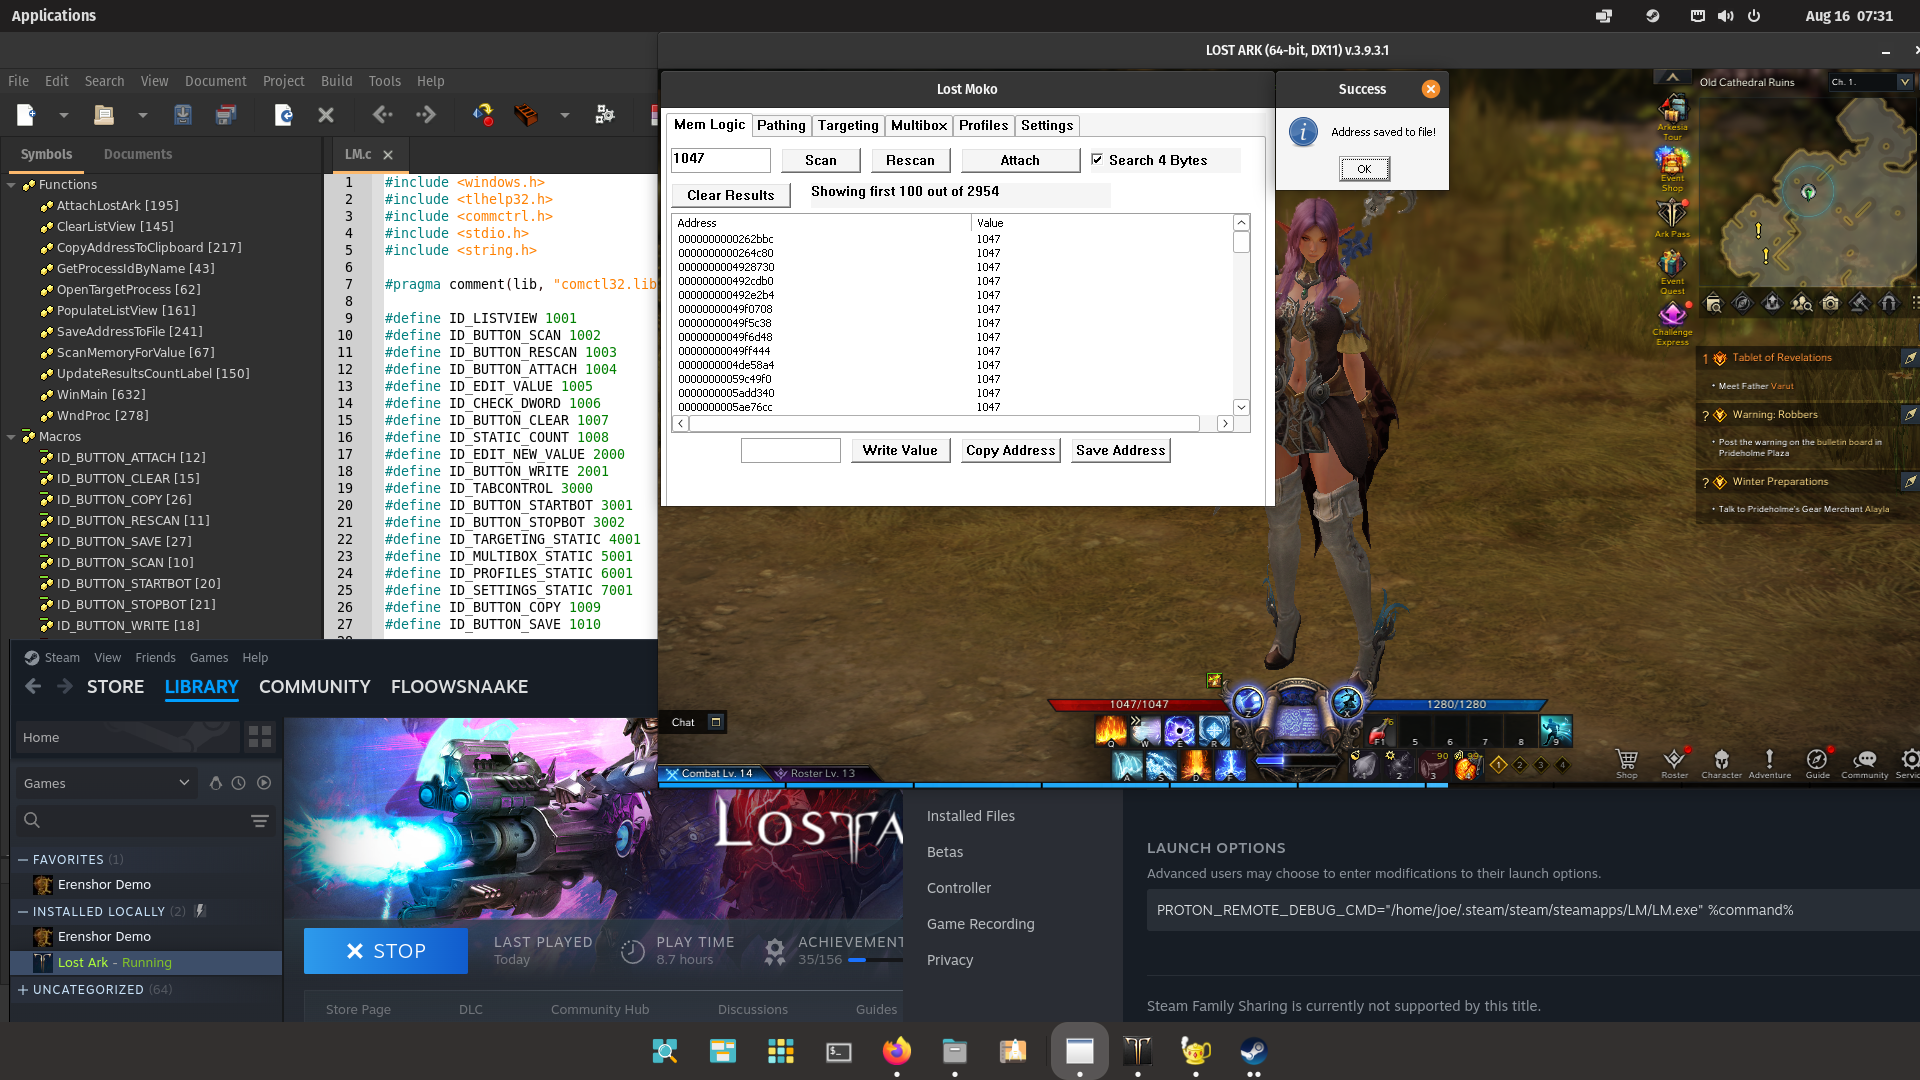 Applications
Aug 16 07:31
File Edit Search View Document Project Build Tools Help
Symbols Documents
Functions
AttachLostArk [195]
ClearListView [145]
CopyAddressToClipboard [217]
GetProcessIdByName [43]
OpenTargetProcess [62]
PopulateListView [161]
SaveAddressToFile [241]
ScanMemoryForValue [67]
UpdateResultsCountLabel [150]
WinMain [632]
WndProc [278]
Macros
ID_BUTTON_ATTACH [12]
ID_BUTTON_CLEAR [15]
ID_BUTTON_COPY [26]
ID_BUTTON_RESCAN [11]
ID_BUTTON_SAVE [27]
ID_BUTTON_SCAN [10]
ID_BUTTON_STARTBOT [20]
ID_BUTTON_STOPBOT [21]
ID_BUTTON_WRITE [18]
LM.c
1 #include <windows.h>
2 #include <tlhelp32.h>
3 #include <commctrl.h>
4 #include <stdio.h>
5 #include <string.h>
6
7 #pragma comment(lib, "comctl32.lib
8
9 #define ID_LISTVIEW 1001
10 #define ID_BUTTON_SCAN 1002
11 #define ID_BUTTON_RESCAN 1003
12 #define ID_BUTTON_ATTACH 1004
13 #define ID_EDIT_VALUE 1005
14 #define ID_CHECK_DWORD 1006
15 #define ID_BUTTON_CLEAR 1007
16 #define ID_STATIC_COUNT 1008
17 #define ID_EDIT_NEW_VALUE 2000
18 #define ID_BUTTON_WRITE 2001
19 #define ID_TABCONTROL 3000
20 #define ID_BUTTON_STARTBOT 3001
21 #define ID_BUTTON_STOPBOT 3002
22 #define ID_TARGETING_STATIC 4001
23 #define ID_MULTIBOX_STATIC 5001
24 #define ID_PROFILES_STATIC 6001
25 #define ID_SETTINGS_STATIC 7001
26 #define ID_BUTTON_COPY 1009
27 #define ID_BUTTON_SAVE 1010
LOST ARK (64-bit, DX11) v.3.9.3.1
Lost Moko
Mem Logic Pathing Targeting Multibox Profiles Settings
1047 Scan Rescan Attach Search 4 Bytes
Clear Results Showing first 100 out of 2954
Address Value
0000000000262bbc 1047
0000000000264c80 1047
0000000004928730 1047
000000000492cdb0 1047
000000000492e2b4 1047
00000000049f0708 1047
00000000049f5c38 1047
00000000049f6d48 1047
00000000049ff444 1047
0000000004de58a4 1047
00000000059c49f0 1047
0000000005add340 1047
0000000005ae76cc 1047
Write Value Copy Address Save Address
Success
Address saved to file!
OK
Old Cathedral Ruins Ch. 1.
Arkesia Tour
Event Shop
Ark Pass
Event Quest
Challenge Express
1 Tablet of Revelations
• Meet Father Varut
? Warning: Robbers
• Post the warning on the bulletin board in
Prideholme Plaza
? Winter Preparations
• Talk to Prideholme's Gear Merchant Alayla
Chat
1047/1047
1280/1280
Z X
Q W E R
A S D F
76
F1 5 6 7 8 9
1 2 3
90 99
1 2 3 4
Combat Lv. 14 Roster Lv. 13
Shop Roster Character Adventure Guide Community Servic
Steam View Friends Games Help
STORE LIBRARY COMMUNITY FLOOWSNAAKE
Home
Games
FAVORITES (1)
Erenshor Demo
INSTALLED LOCALLY (2)
Erenshor Demo
Lost Ark - Running
UNCATEGORIZED (64)
LOSTA
STOP
LAST PLAYED
Today
PLAY TIME
8.7 hours
ACHIEVEMENT
35/156
Store Page DLC Community Hub Discussions Guides
Installed Files
Betas
Controller
Game Recording
Privacy
LAUNCH OPTIONS
Advanced users may choose to enter modifications to their launch options.
PROTON_REMOTE_DEBUG_CMD="/home/joe/.steam/steam/steamapps/LM/LM.exe" %command%
Steam Family Sharing is currently not supported by this title.